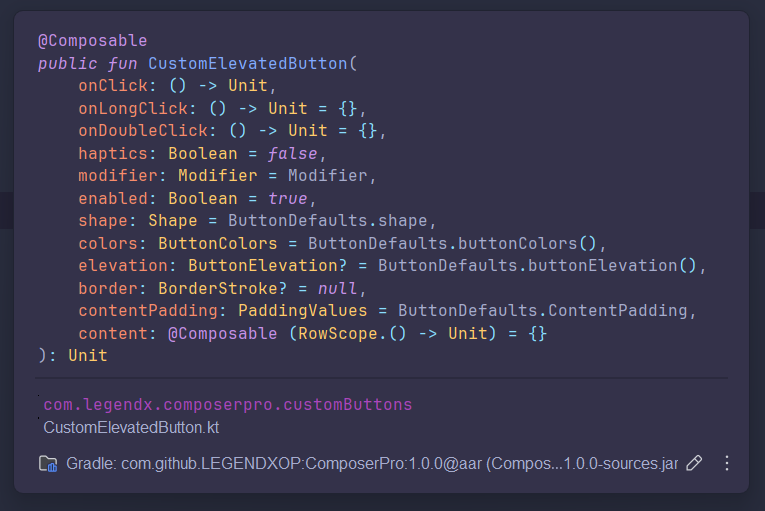 @Composable
public fun CustomElevatedButton(
    onClick: () -> Unit,
    onLongClick: () -> Unit = {},
    onDoubleClick: () -> Unit = {},
    haptics: Boolean = false,
    modifier: Modifier = Modifier,
    enabled: Boolean = true,
    shape: Shape = ButtonDefaults.shape,
    colors: ButtonColors = ButtonDefaults.buttonColors(),
    elevation: ButtonElevation? = ButtonDefaults.buttonElevation(),
    border: BorderStroke? = null,
    contentPadding: PaddingValues = ButtonDefaults.ContentPadding,
    content: @Composable (RowScope.() -> Unit) = {}
): Unit
com.legendx.composerpro.customButtons
CustomElevatedButton.kt
Gradle: com.github.LEGENDXOP:ComposerPro:1.0.0@aar (Compos...1.0.0-sources.jar